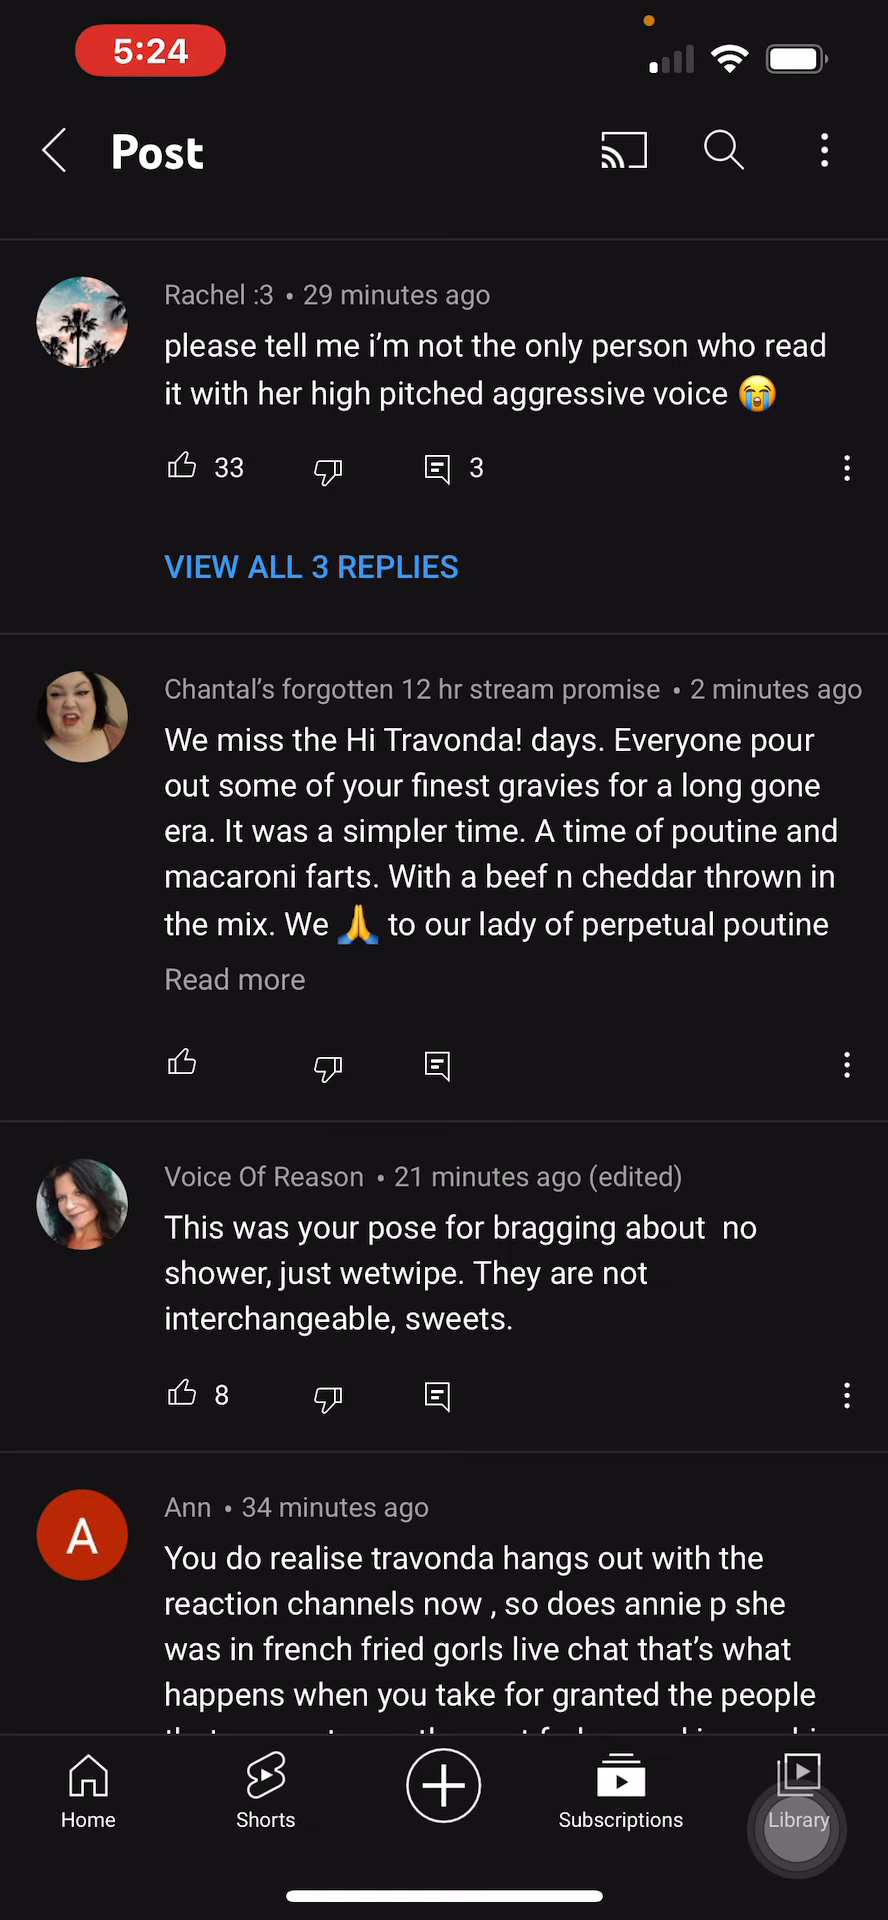 5:24
Post
Rachel :3 • 29 minutes ago
please tell me i’m not the only person who read
it with her high pitched aggressive voice 😭
33
3
VIEW ALL 3 REPLIES
Chantal’s forgotten 12 hr stream promise • 2 minutes ago
We miss the Hi Travonda! days. Everyone pour
out some of your finest gravies for a long gone
era. It was a simpler time. A time of poutine and
macaroni farts. With a beef n cheddar thrown in
the mix. We 🙏 to our lady of perpetual poutine
Read more
Voice Of Reason • 21 minutes ago (edited)
This was your pose for bragging about  no
shower, just wetwipe. They are not
interchangeable, sweets.
8
A
Ann • 34 minutes ago
You do realise travonda hangs out with the
reaction channels now , so does annie p she
was in french fried gorls live chat that’s what
happens when you take for granted the people
Home
Shorts
Subscriptions
Library